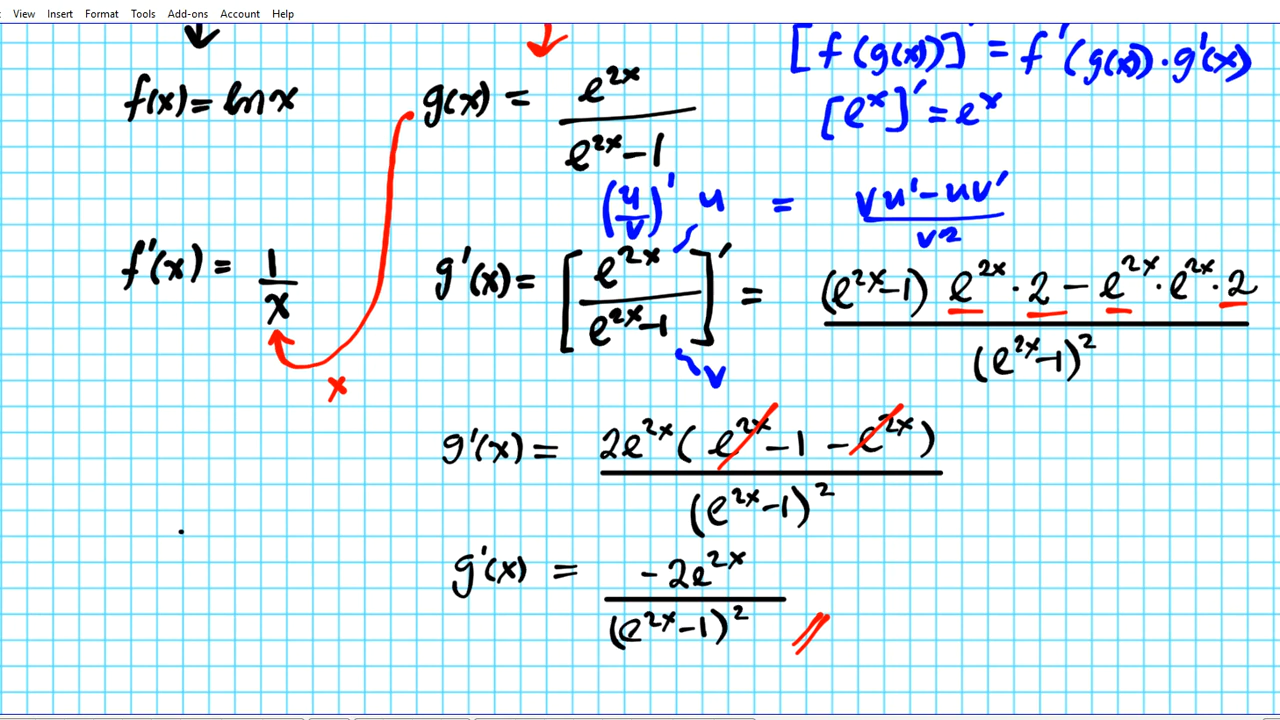 View Insert Format Tools Add-ons Account Help
[f(g(x))]' = f'(g(x))·g'(x)
f(x) = ln x
g(x) = e^{2x} / (e^{2x} - 1)
[e^x]' = e^x
(u/v)' u = (vu' - uv') / v²
f'(x) = 1/x
g'(x) = [e^{2x} / (e^{2x} - 1)]' = ((e^{2x} - 1) e^{2x} · 2 - e^{2x} · e^{2x} · 2) / (e^{2x} - 1)²
x
v
g'(x) = 2e^{2x}(e^{2x} - 1 - e^{2x}) / (e^{2x} - 1)²
g'(x) = -2e^{2x} / (e^{2x} - 1)²